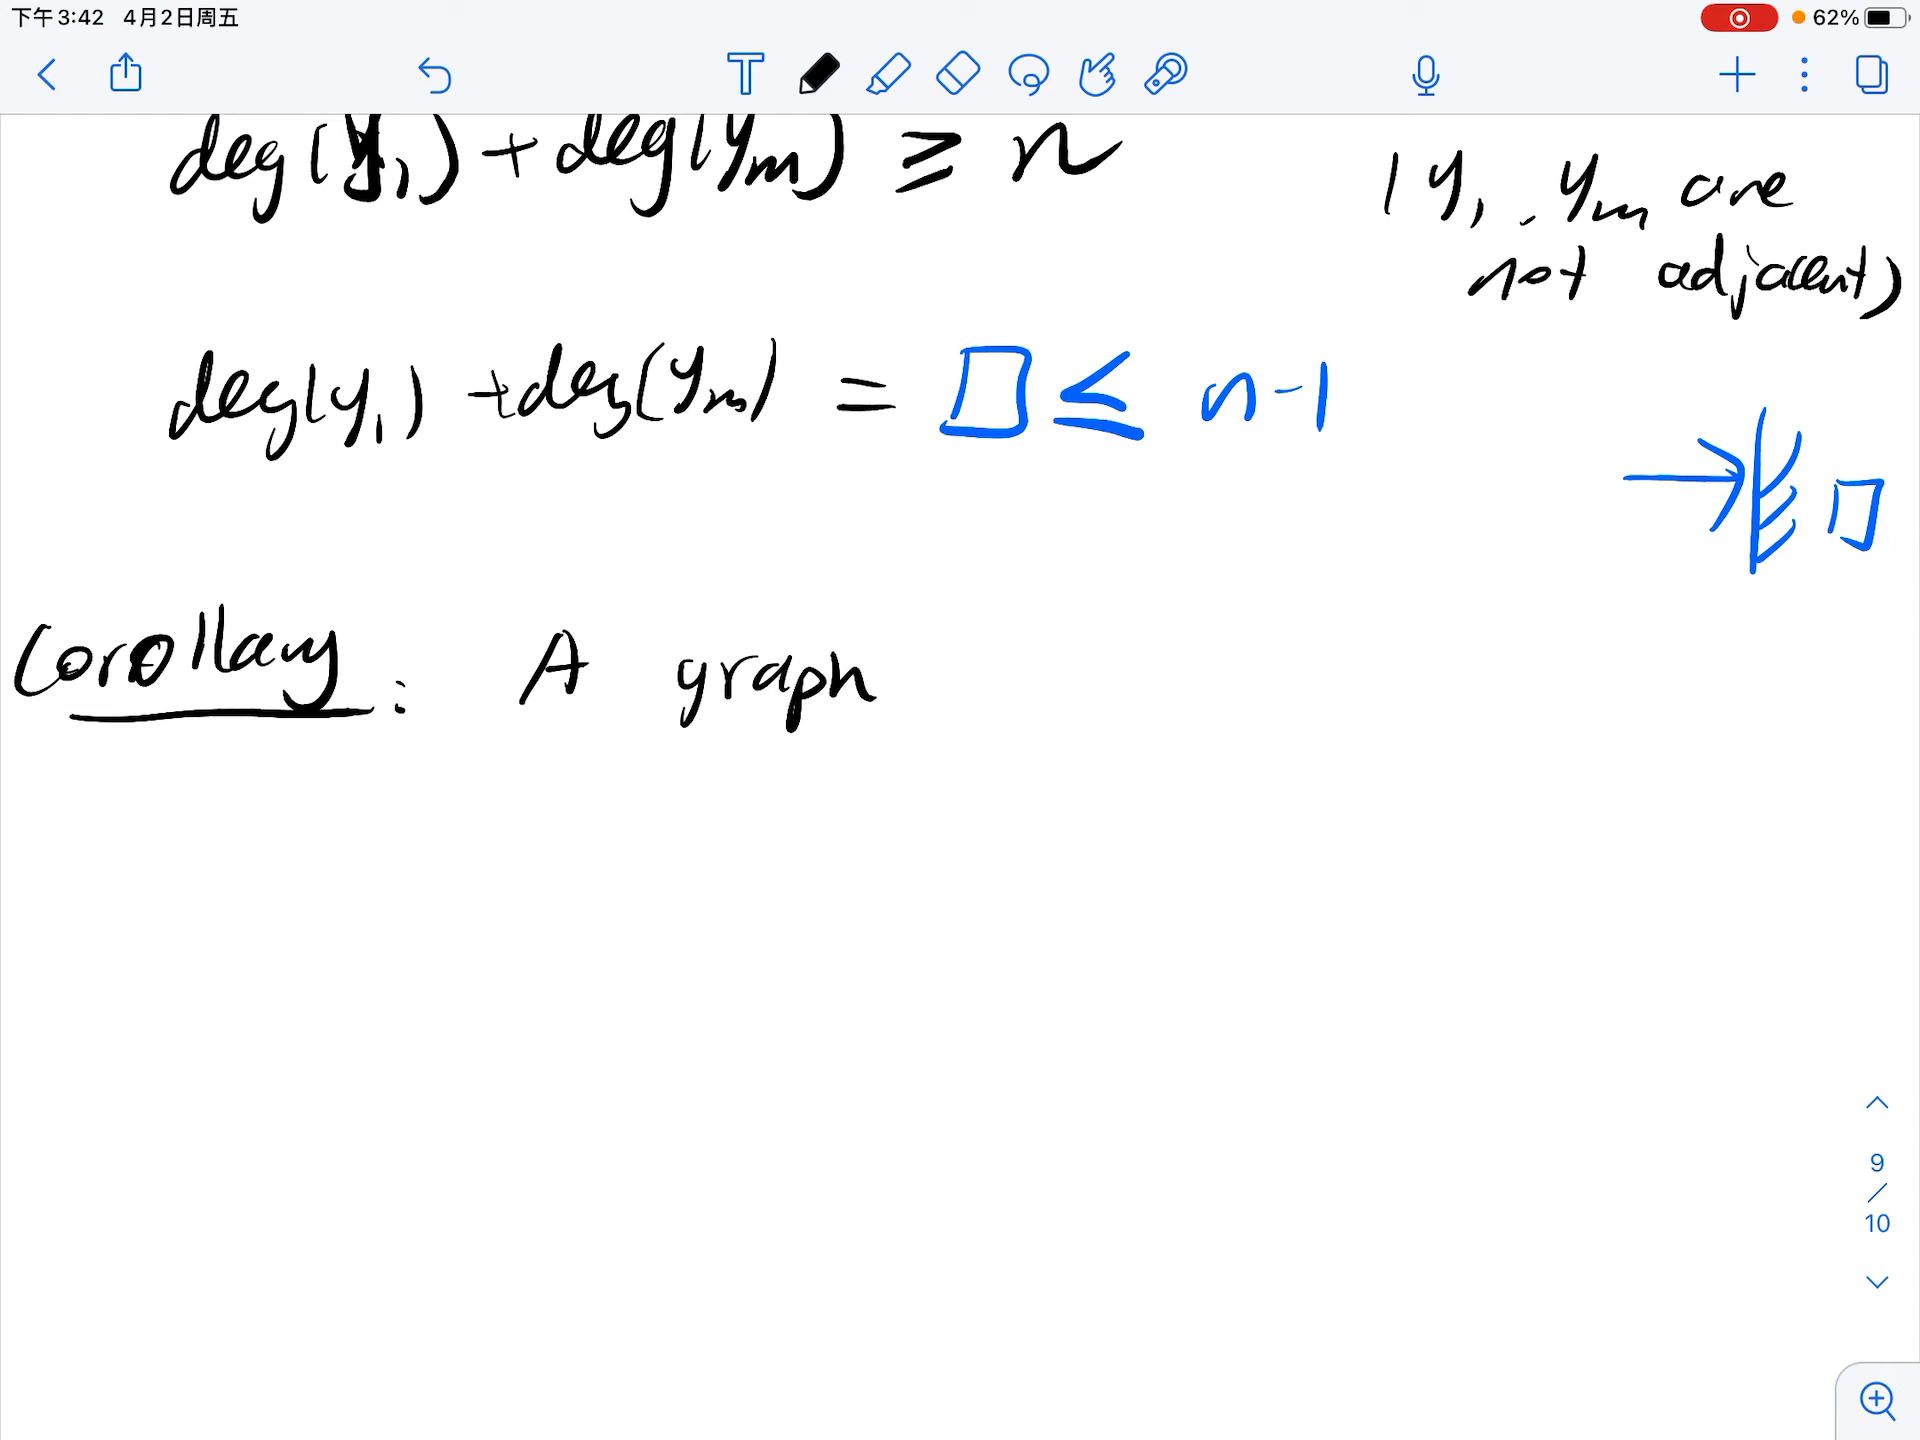 下午3:42 4月2日周五
62%
T
deg(y₁) + deg(yₘ) ≥ n
(y₁, yₘ are
not adjacent)
deg(y₁) + deg(yₘ) = □ ≤ n-1
□
Corollary: A graph
9
/
10